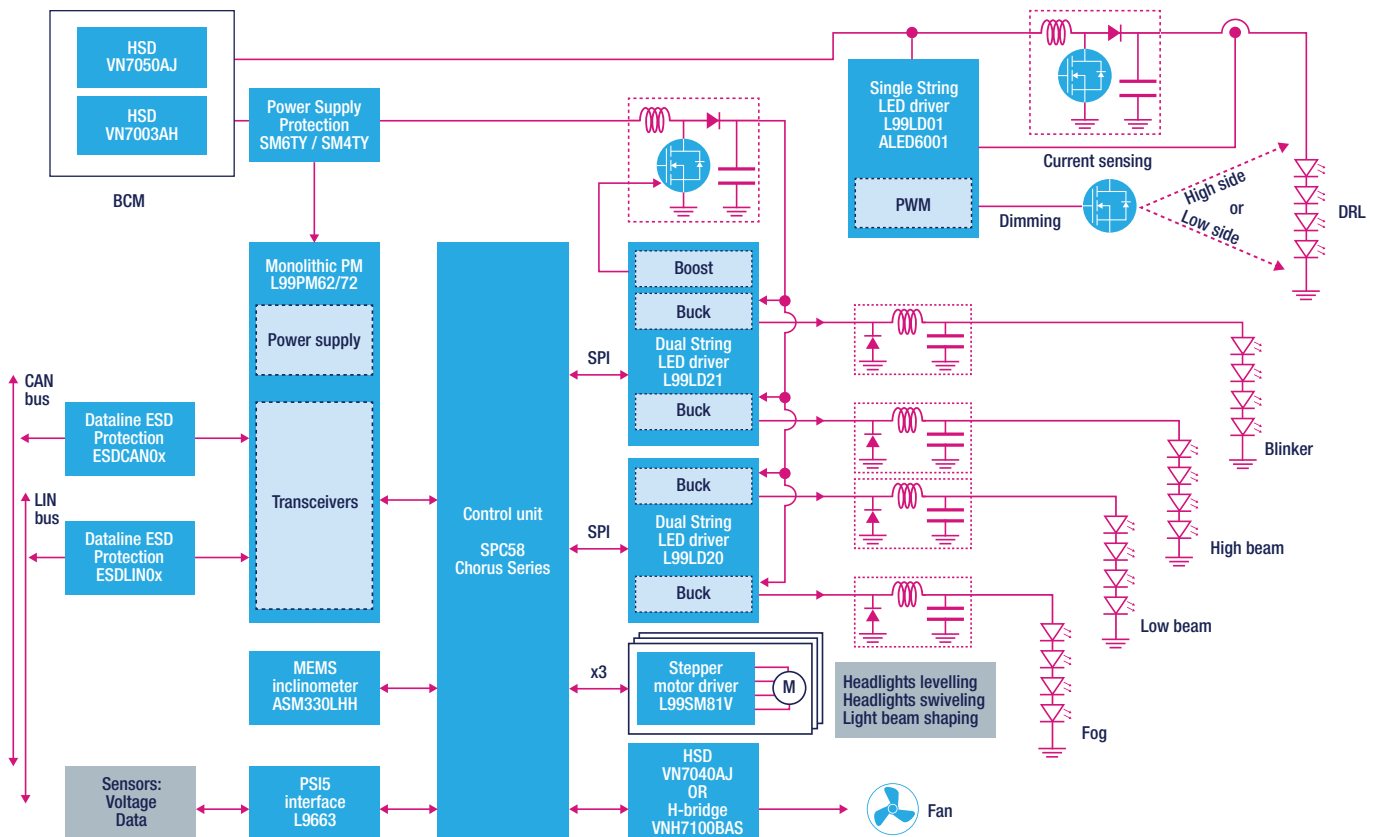 HSD
VN7050AJ
HSD
VN7003AH
BCM
Power Supply
Protection
SM6TY / SM4TY
Single String
LED driver
L99LD01
ALED6001
PWM
Current sensing
Dimming
High side
or
Low side
DRL
Monolithic PM
L99PM62/72
Power supply
Transceivers
CAN
bus
LIN
bus
Dataline ESD
Protection
ESDCAN0x
Dataline ESD
Protection
ESDLIN0x
Control unit
SPC58
Chorus Series
SPI
SPI
Boost
Buck
Dual String
LED driver
L99LD21
Buck
Buck
Dual String
LED driver
L99LD20
Buck
Blinker
High beam
Low beam
Fog
MEMS
inclinometer
ASM330LHH
x3
Stepper
motor driver
L99SM81V
M
Headlights levelling
Headlights swiveling
Light beam shaping
Sensors:
Voltage
Data
PSI5
interface
L9663
HSD
VN7040AJ
OR
H-bridge
VNH7100BAS
Fan